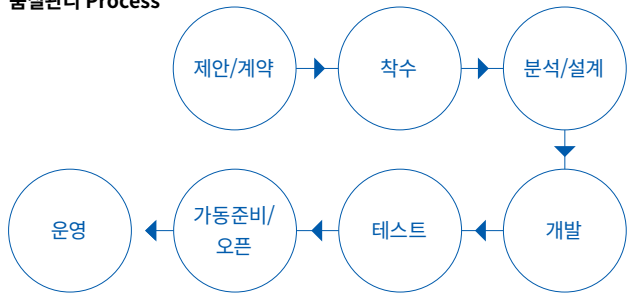 품질관리 Process
제안/계약
착수
분석/설계
개발
테스트
가동준비/
오픈
운영